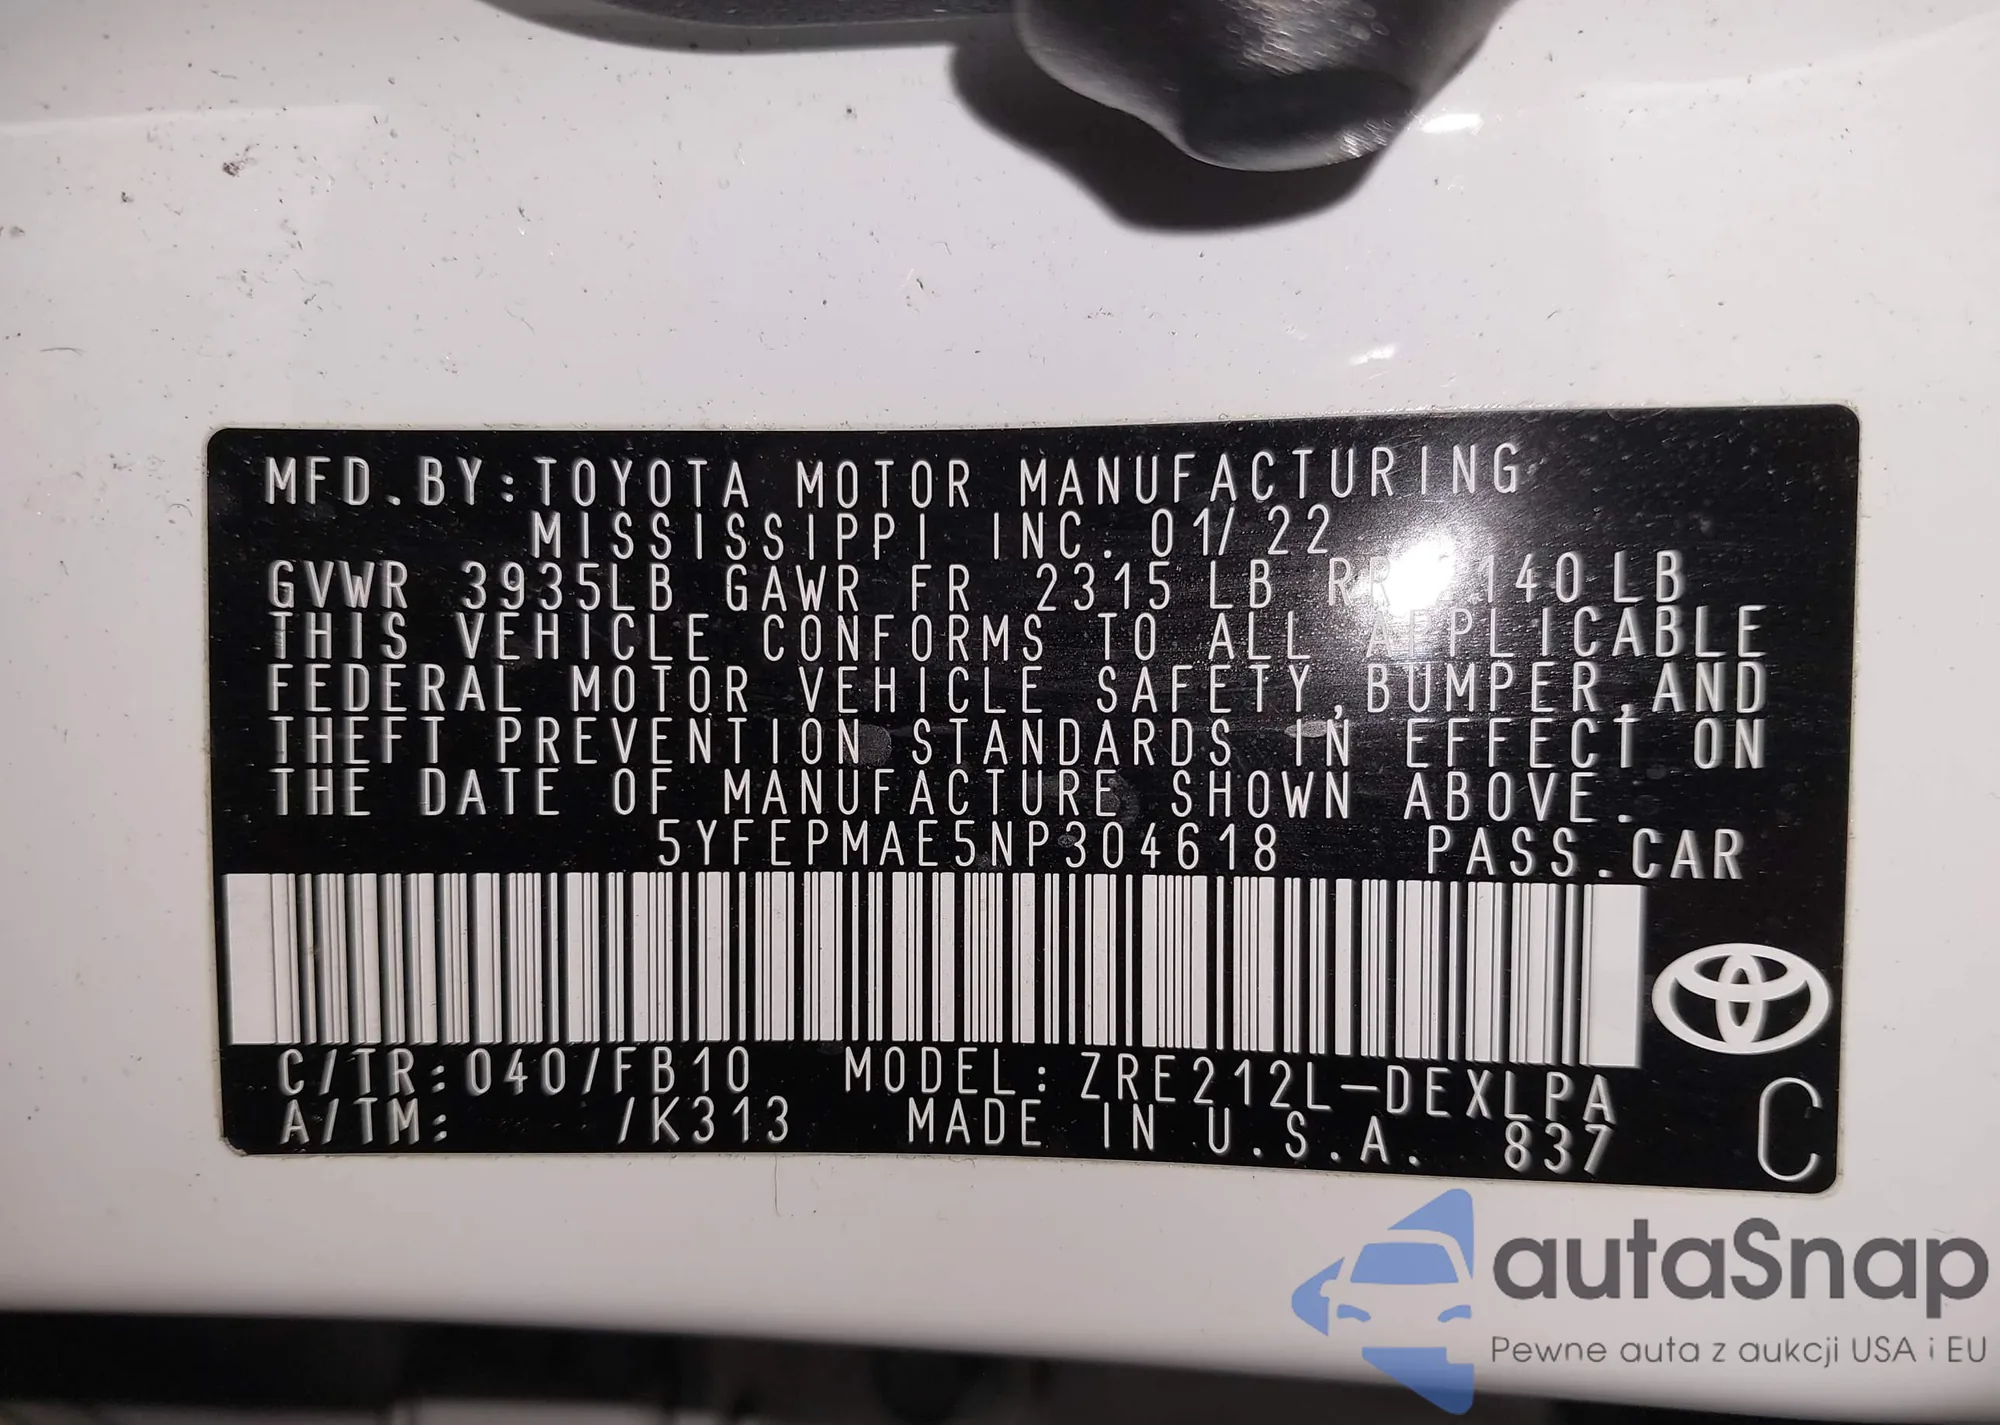 MFD.BY:TOYOTA MOTOR MANUFACTURING
MISSISSIPPI INC. 01/22
GVWR 3935LB GAWR FR 2315 LB RR 140LB
THIS VEHICLE CONFORMS TO ALL APPLICABLE
FEDERAL MOTOR VEHICLE SAFETY,BUMPER,AND
THEFT PREVENTION STANDARDS IN EFFECT ON
THE DATE OF MANUFACTURE SHOWN ABOVE.
5YFEPMAE5NP304618 PASS.CAR
C/TR:040/FB10 MODEL:ZRE212L-DEXLPA
A/TM: /K313 MADE IN U.S.A. 837
C
autaSnap
Pewne auta z aukcji USA i EU